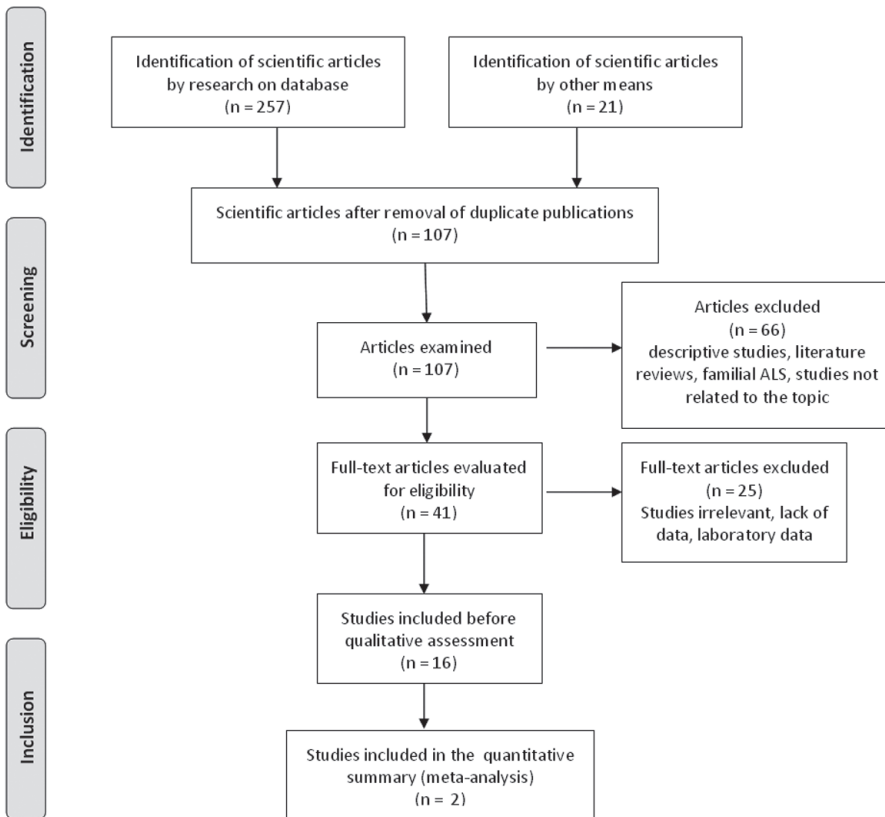 Identification
Identification of scientific articles
by research on database
(n = 257)
Identification of scientific articles
by other means
(n = 21)
Scientific articles after removal of duplicate publications
(n = 107)
Screening
Articles examined
(n = 107)
Articles excluded
(n = 66)
descriptive studies, literature
reviews, familial ALS, studies not
related to the topic
Eligibility
Full-text articles evaluated
for eligibility
(n = 41)
Full-text articles excluded
(n = 25)
Studies irrelevant, lack of
data, laboratory data
Studies included before
qualitative assessment
(n = 16)
Inclusion
Studies included in the quantitative
summary (meta-analysis)
(n = 2)